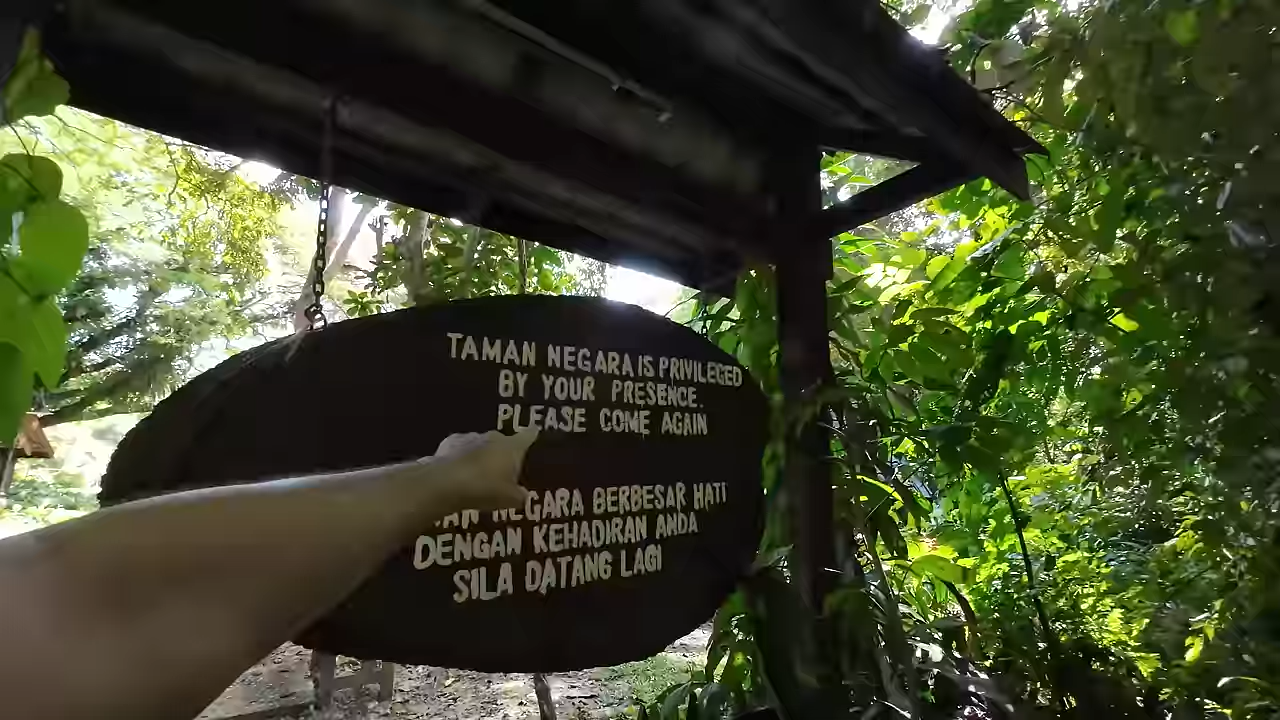 TAMAN NEGARA IS PRIVILEGED
BY YOUR PRESENCE.
PLEASE COME AGAIN
NEGARA BERBESAR HATI
DENGAN KEHADIRAN ANDA
SILA DATANG LAGI